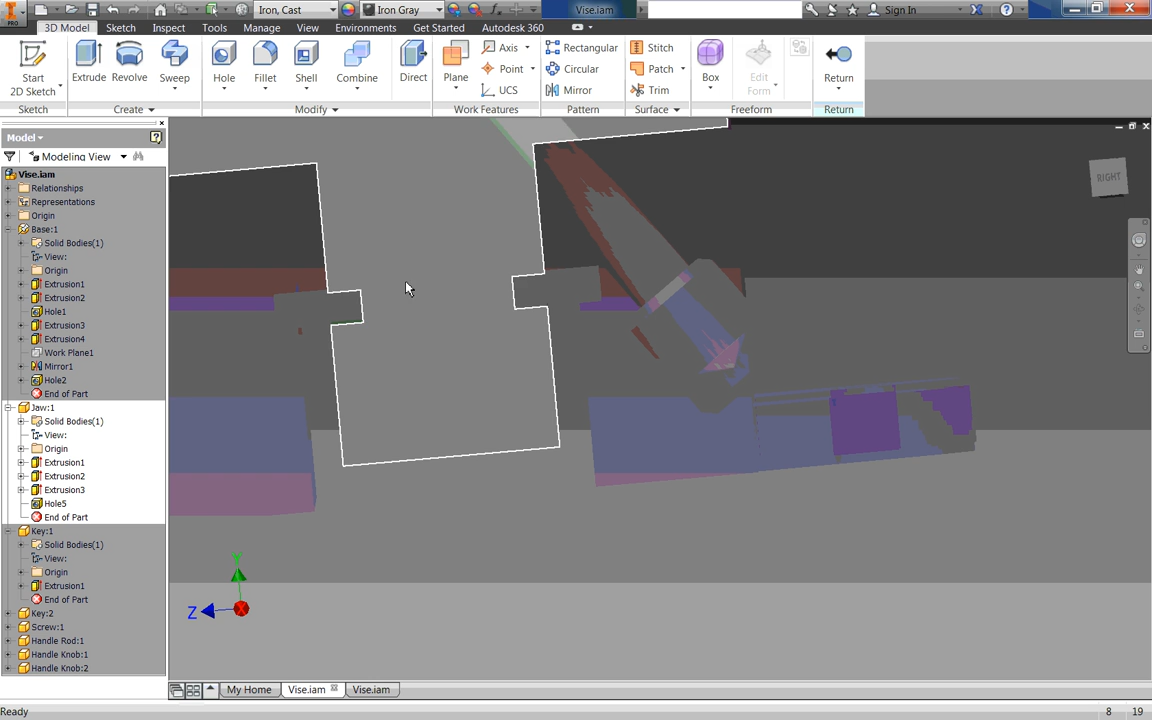 Iron, Cast
Iron Gray
Vise.iam
Sign In
PRO
3D Model
Sketch
Inspect
Tools
Manage
View
Environments
Get Started
Autodesk 360
Start
2D Sketch
Extrude
Revolve
Sweep
Hole
Fillet
Shell
Combine
Direct
Plane
Axis
Point
UCS
Rectangular
Circular
Mirror
Stitch
Patch
Trim
Box
Edit
Form
Return
Sketch
Create
Modify
Work Features
Pattern
Surface
Freeform
Return
Model
Modeling View
Vise.iam
Relationships
Representations
Origin
Base:1
Solid Bodies(1)
View:
Origin
Extrusion1
Extrusion2
Hole1
Extrusion3
Extrusion4
Work Plane1
Mirror1
Hole2
End of Part
Jaw:1
Solid Bodies(1)
View:
Origin
Extrusion1
Extrusion2
Extrusion3
Hole5
End of Part
Key:1
Solid Bodies(1)
View:
Origin
Extrusion1
End of Part
Key:2
Screw:1
Handle Rod:1
Handle Knob:1
Handle Knob:2
RIGHT
Y
Z
X
My Home
Vise.iam
Vise.iam
Ready
8
19